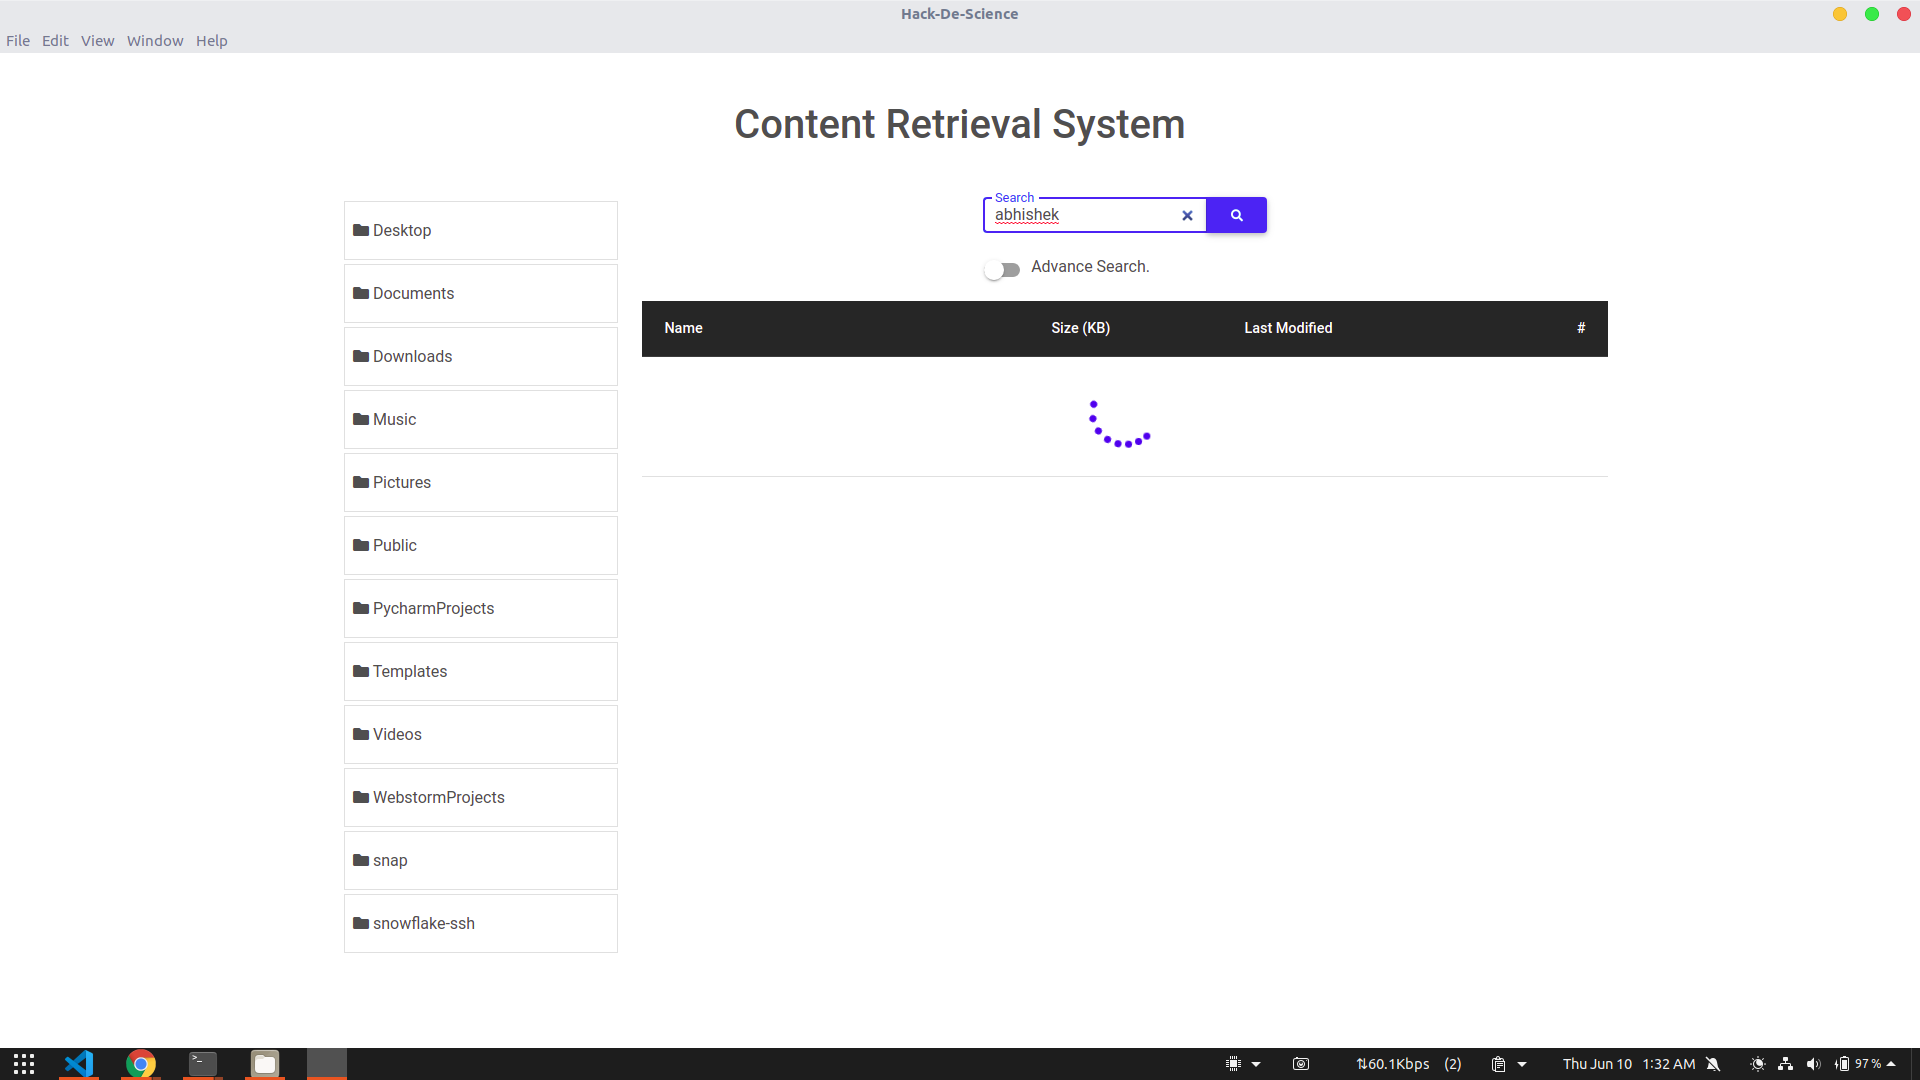 Hack-De-Science
File Edit View Window Help
Content Retrieval System
Desktop
Documents
Downloads
Music
Pictures
Public
PycharmProjects
Templates
Videos
WebstormProjects
snap
snowflake-ssh
Search
abhishek
Advance Search.
Name Size (KB) Last Modified #
60.1Kbps (2) Thu Jun 10 1:32 AM 97 %